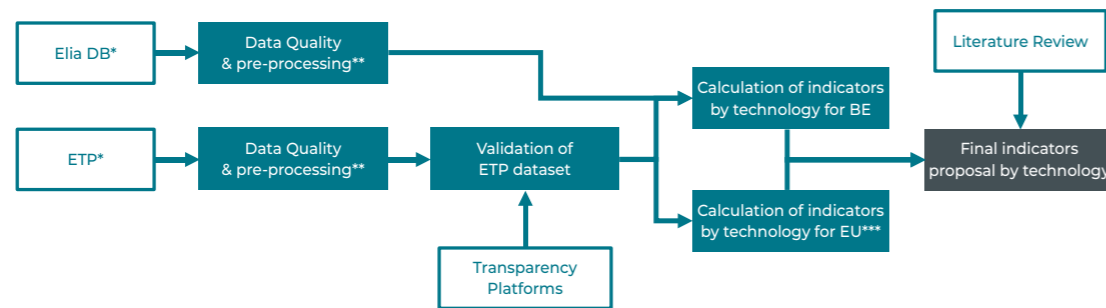 Elia DB*
Data Quality
& pre-processing**
Literature Review
Calculation of indicators
by technology for BE
ETP*
Data Quality
& pre-processing**
Validation of
ETP dataset
Final indicators
proposal by technology
Calculation of indicators
by technology for EU***
Transparency
Platforms